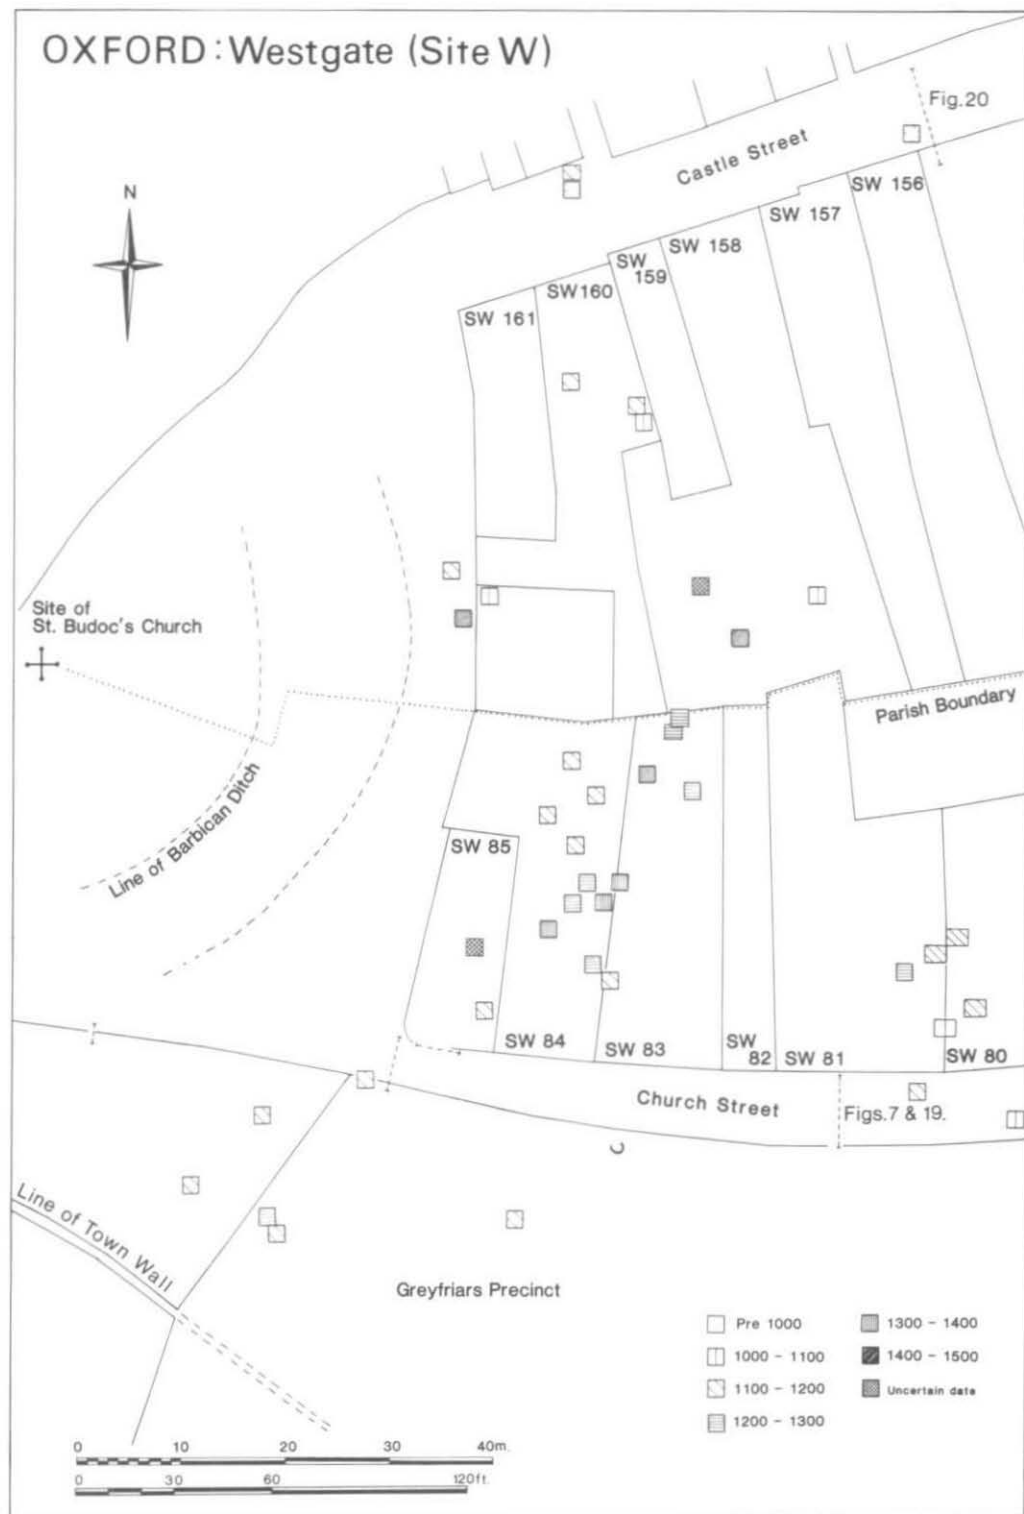 OXFORD: Westgate (Site W)
Fig.20
Castle Street
N
SW 156
SW 157
SW 158
SW
159
SW160
SW 161
Site of
St. Budoc's Church
Parish Boundary
Line of Barbican Ditch
SW 85
SW 84
SW 83
SW
82
SW 81
SW 80
Church Street
Figs.7 & 19.
Line of Town Wall
Greyfriars Precinct
Pre 1000
1000 - 1100
1100 - 1200
1200 - 1300
1300 - 1400
1400 - 1500
Uncertain date
0 10 20 30 40m.
0 30 60 120ft.